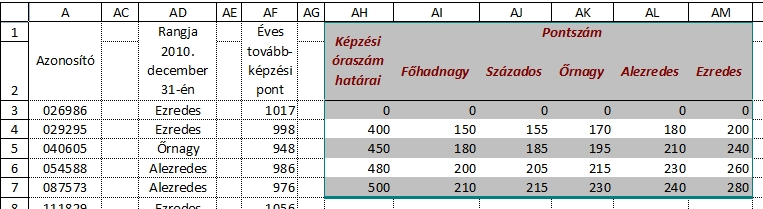 A AC AD AE AF AG AH AI AJ AK AL AM
1 Azonosító Rangja 2010. december 31-én Éves tovább-képzési pont Képzési óraszám határai Pontszám
2 Főhadnagy Százados Őrnagy Alezredes Ezredes
3 026986 Ezredes 1017 0 0 0 0 0 0
4 029295 Ezredes 998 400 150 155 170 180 200
5 040605 Őrnagy 948 450 180 185 195 210 240
6 054588 Alezredes 986 480 200 205 215 230 260
7 087573 Alezredes 976 500 210 215 230 240 280
8 111829 Ezredes 1056